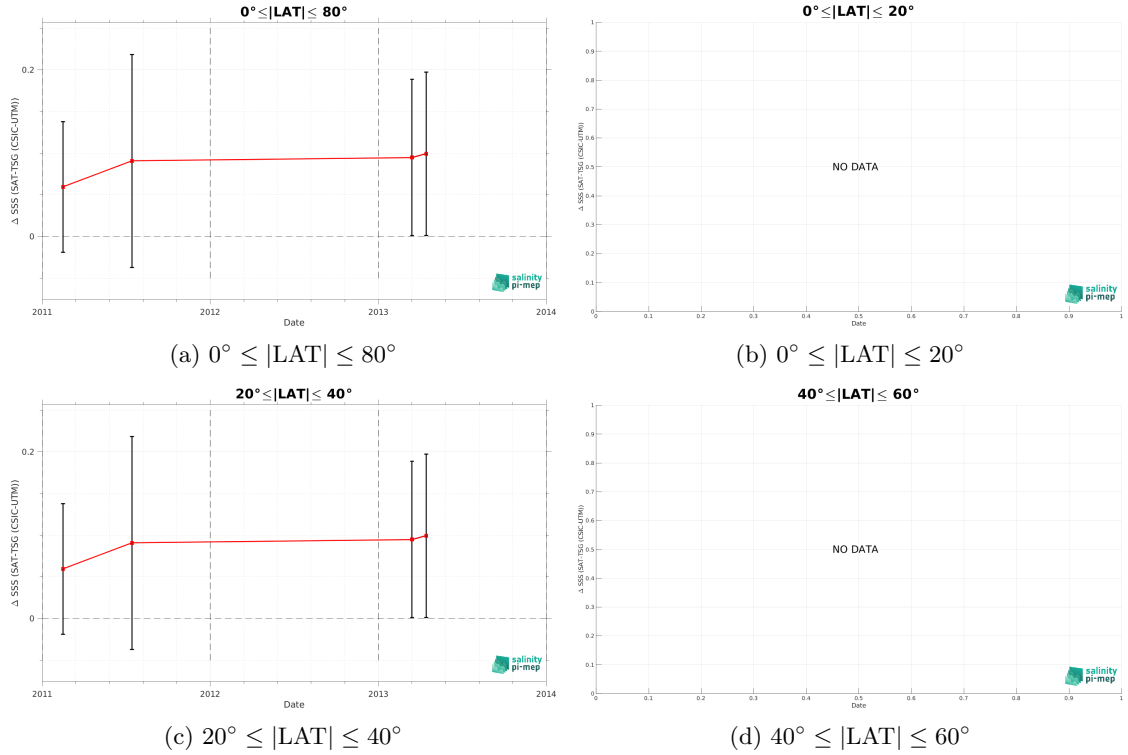 0°≤|LAT|≤ 80°
Δ SSS (SAT-TSG (CSIC-UTM))
0.2
0
2011 2012 2013 2014
Date
salinity
pi-mep
(a) 0° ≤ |LAT| ≤ 80°
0°≤|LAT|≤ 20°
Δ SSS (SAT-TSG (CSIC-UTM))
1
0.9
0.8
0.7
0.6
0.5
0.4
0.3
0.2
0.1
0
NO DATA
0 0.1 0.2 0.3 0.4 0.5 0.6 0.7 0.8 0.9 1
Date
salinity
pi-mep
(b) 0° ≤ |LAT| ≤ 20°
20°≤|LAT|≤ 40°
Δ SSS (SAT-TSG (CSIC-UTM))
0.2
0
2011 2012 2013 2014
Date
salinity
pi-mep
(c) 20° ≤ |LAT| ≤ 40°
40°≤|LAT|≤ 60°
Δ SSS (SAT-TSG (CSIC-UTM))
1
0.9
0.8
0.7
0.6
0.5
0.4
0.3
0.2
0.1
0
NO DATA
0 0.1 0.2 0.3 0.4 0.5 0.6 0.7 0.8 0.9 1
Date
salinity
pi-mep
(d) 40° ≤ |LAT| ≤ 60°